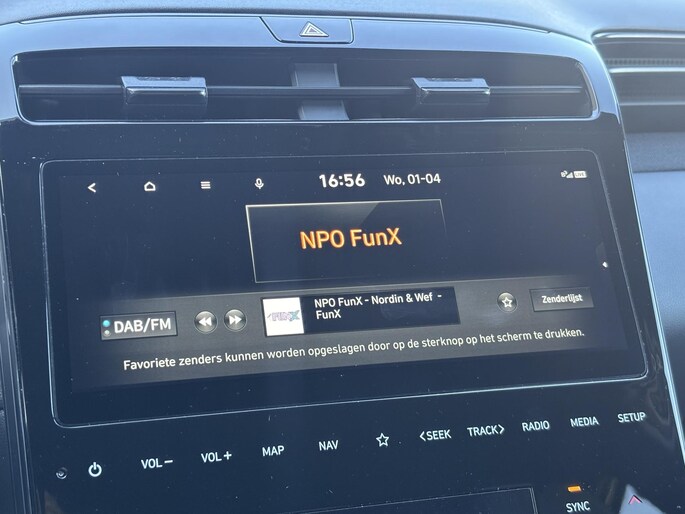 16:56 Wo, 01-04
LIVE
NPO FunX
DAB/FM
FUNX
NPO FunX - Nordin & Wef -
FunX
Zenderlijst
Favoriete zenders kunnen worden opgeslagen door op de sterknop op het scherm te drukken.
VOL− VOL+ MAP NAV <SEEK TRACK> RADIO MEDIA SETUP
SYNC